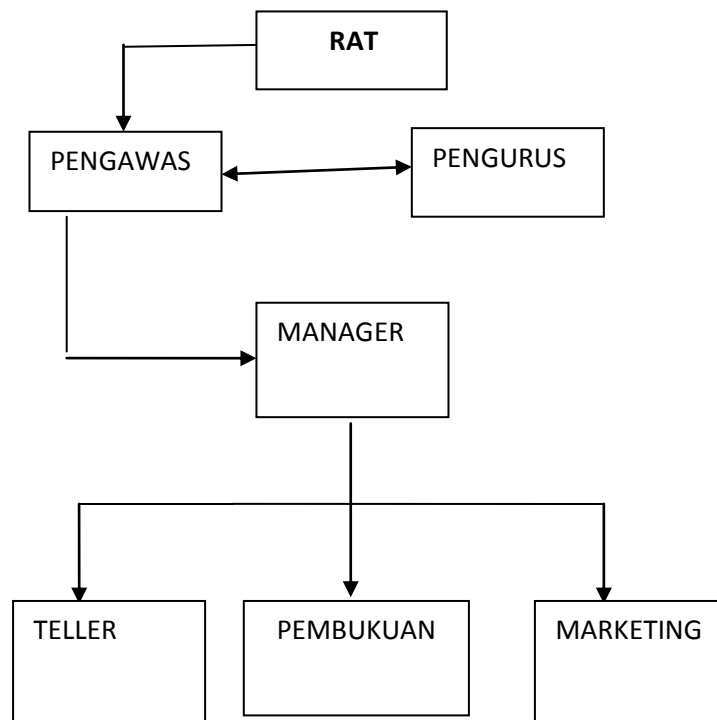 RAT
PENGAWAS
PENGURUS
MANAGER
TELLER
PEMBUKUAN
MARKETING